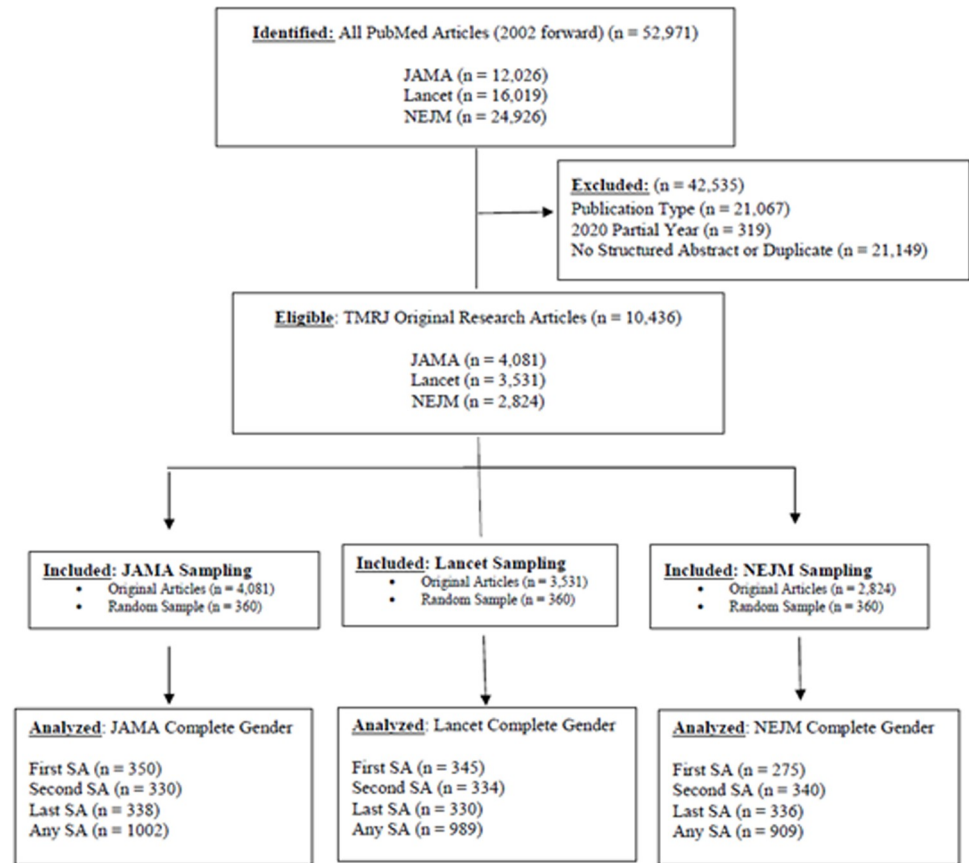 Identified: All PubMed Articles (2002 forward) (n = 52,971)
JAMA (n = 12,026)
Lancet (n = 16,019)
NEJM (n = 24,926)
Excluded: (n = 42,535)
Publication Type (n = 21,067)
2020 Partial Year (n = 319)
No Structured Abstract or Duplicate (n = 21,149)
Eligible: TMRJ Original Research Articles (n = 10,436)
JAMA (n = 4,081)
Lancet (n = 3,531)
NEJM (n = 2,824)
Included: JAMA Sampling
• Original Articles (n = 4,081)
• Random Sample (n = 360)
Included: Lancet Sampling
• Original Articles (n = 3,531)
• Random Sample (n = 360)
Included: NEJM Sampling
• Original Articles (n = 2,824)
• Random Sample (n = 360)
Analyzed: JAMA Complete Gender
First SA (n = 350)
Second SA (n = 330)
Last SA (n = 338)
Any SA (n = 1002)
Analyzed: Lancet Complete Gender
First SA (n = 345)
Second SA (n = 334)
Last SA (n = 330)
Any SA (n = 989)
Analyzed: NEJM Complete Gender
First SA (n = 275)
Second SA (n = 340)
Last SA (n = 336)
Any SA (n = 909)